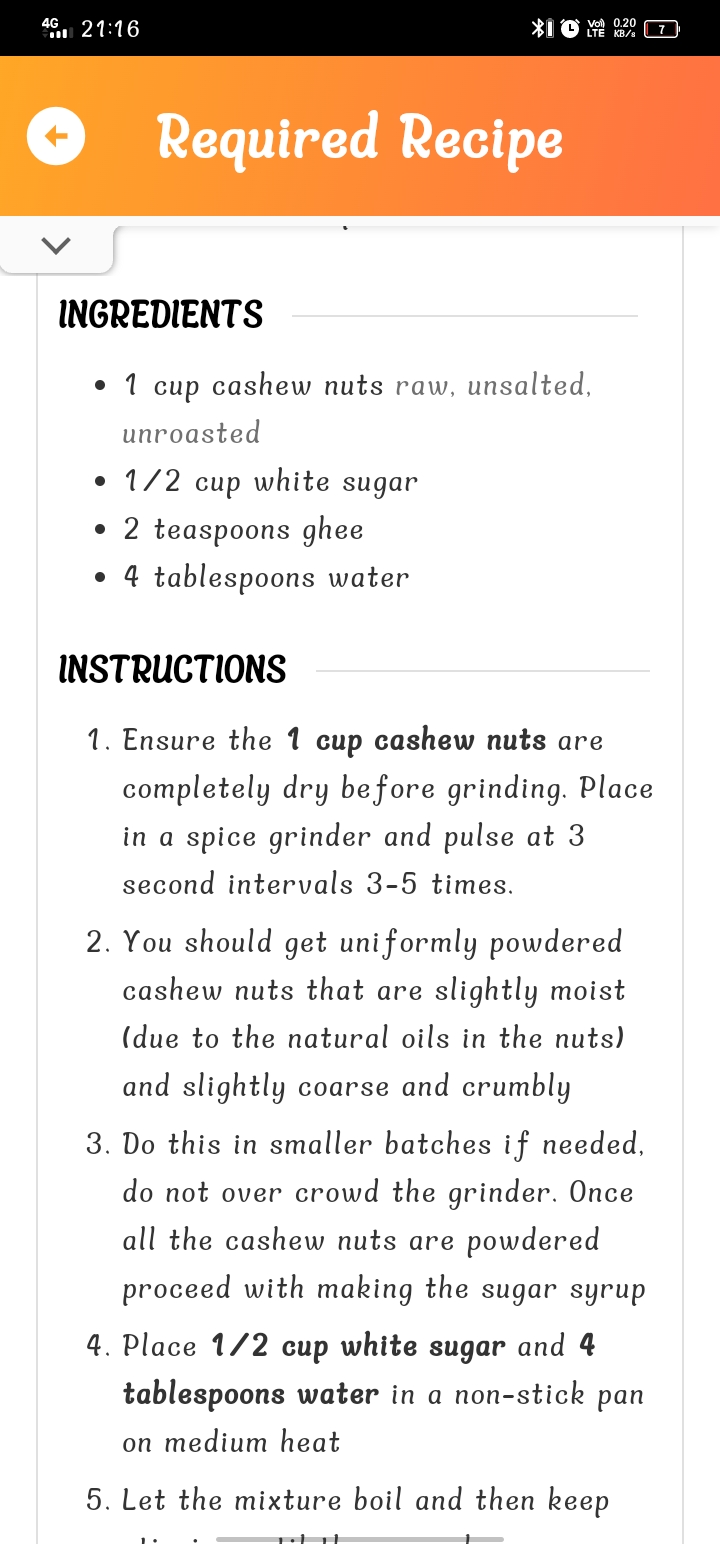 4G 21:16 Vo) LTE 0.20 KB/s 7
Required Recipe
INGREDIENTS
• 1 cup cashew nuts raw, unsalted,
unroasted
• 1/2 cup white sugar
• 2 teaspoons ghee
• 4 tablespoons water
INSTRUCTIONS
1. Ensure the 1 cup cashew nuts are
completely dry before grinding. Place
in a spice grinder and pulse at 3
second intervals 3-5 times.
2. You should get uniformly powdered
cashew nuts that are slightly moist
(due to the natural oils in the nuts)
and slightly coarse and crumbly
3. Do this in smaller batches if needed,
do not over crowd the grinder. Once
all the cashew nuts are powdered
proceed with making the sugar syrup
4. Place 1/2 cup white sugar and 4
tablespoons water in a non-stick pan
on medium heat
5. Let the mixture boil and then keep